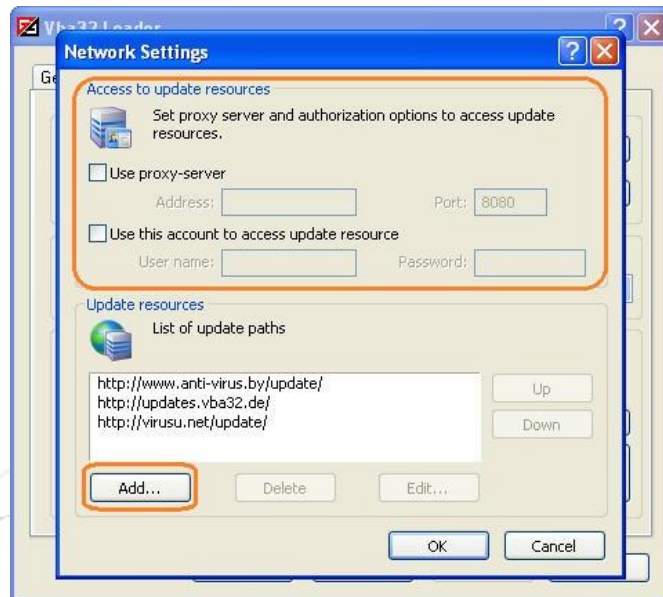 Vba32 Loader
Network Settings
Ge
Access to update resources
Set proxy server and authorization options to access update
resources.
Use proxy-server
Address: Port: 8080
Use this account to access update resource
User name: Password:
Update resources
List of update paths
http://www.anti-virus.by/update/
http://updates.vba32.de/
http://virusu.net/update/
Up
Down
Add... Delete Edit...
OK Cancel